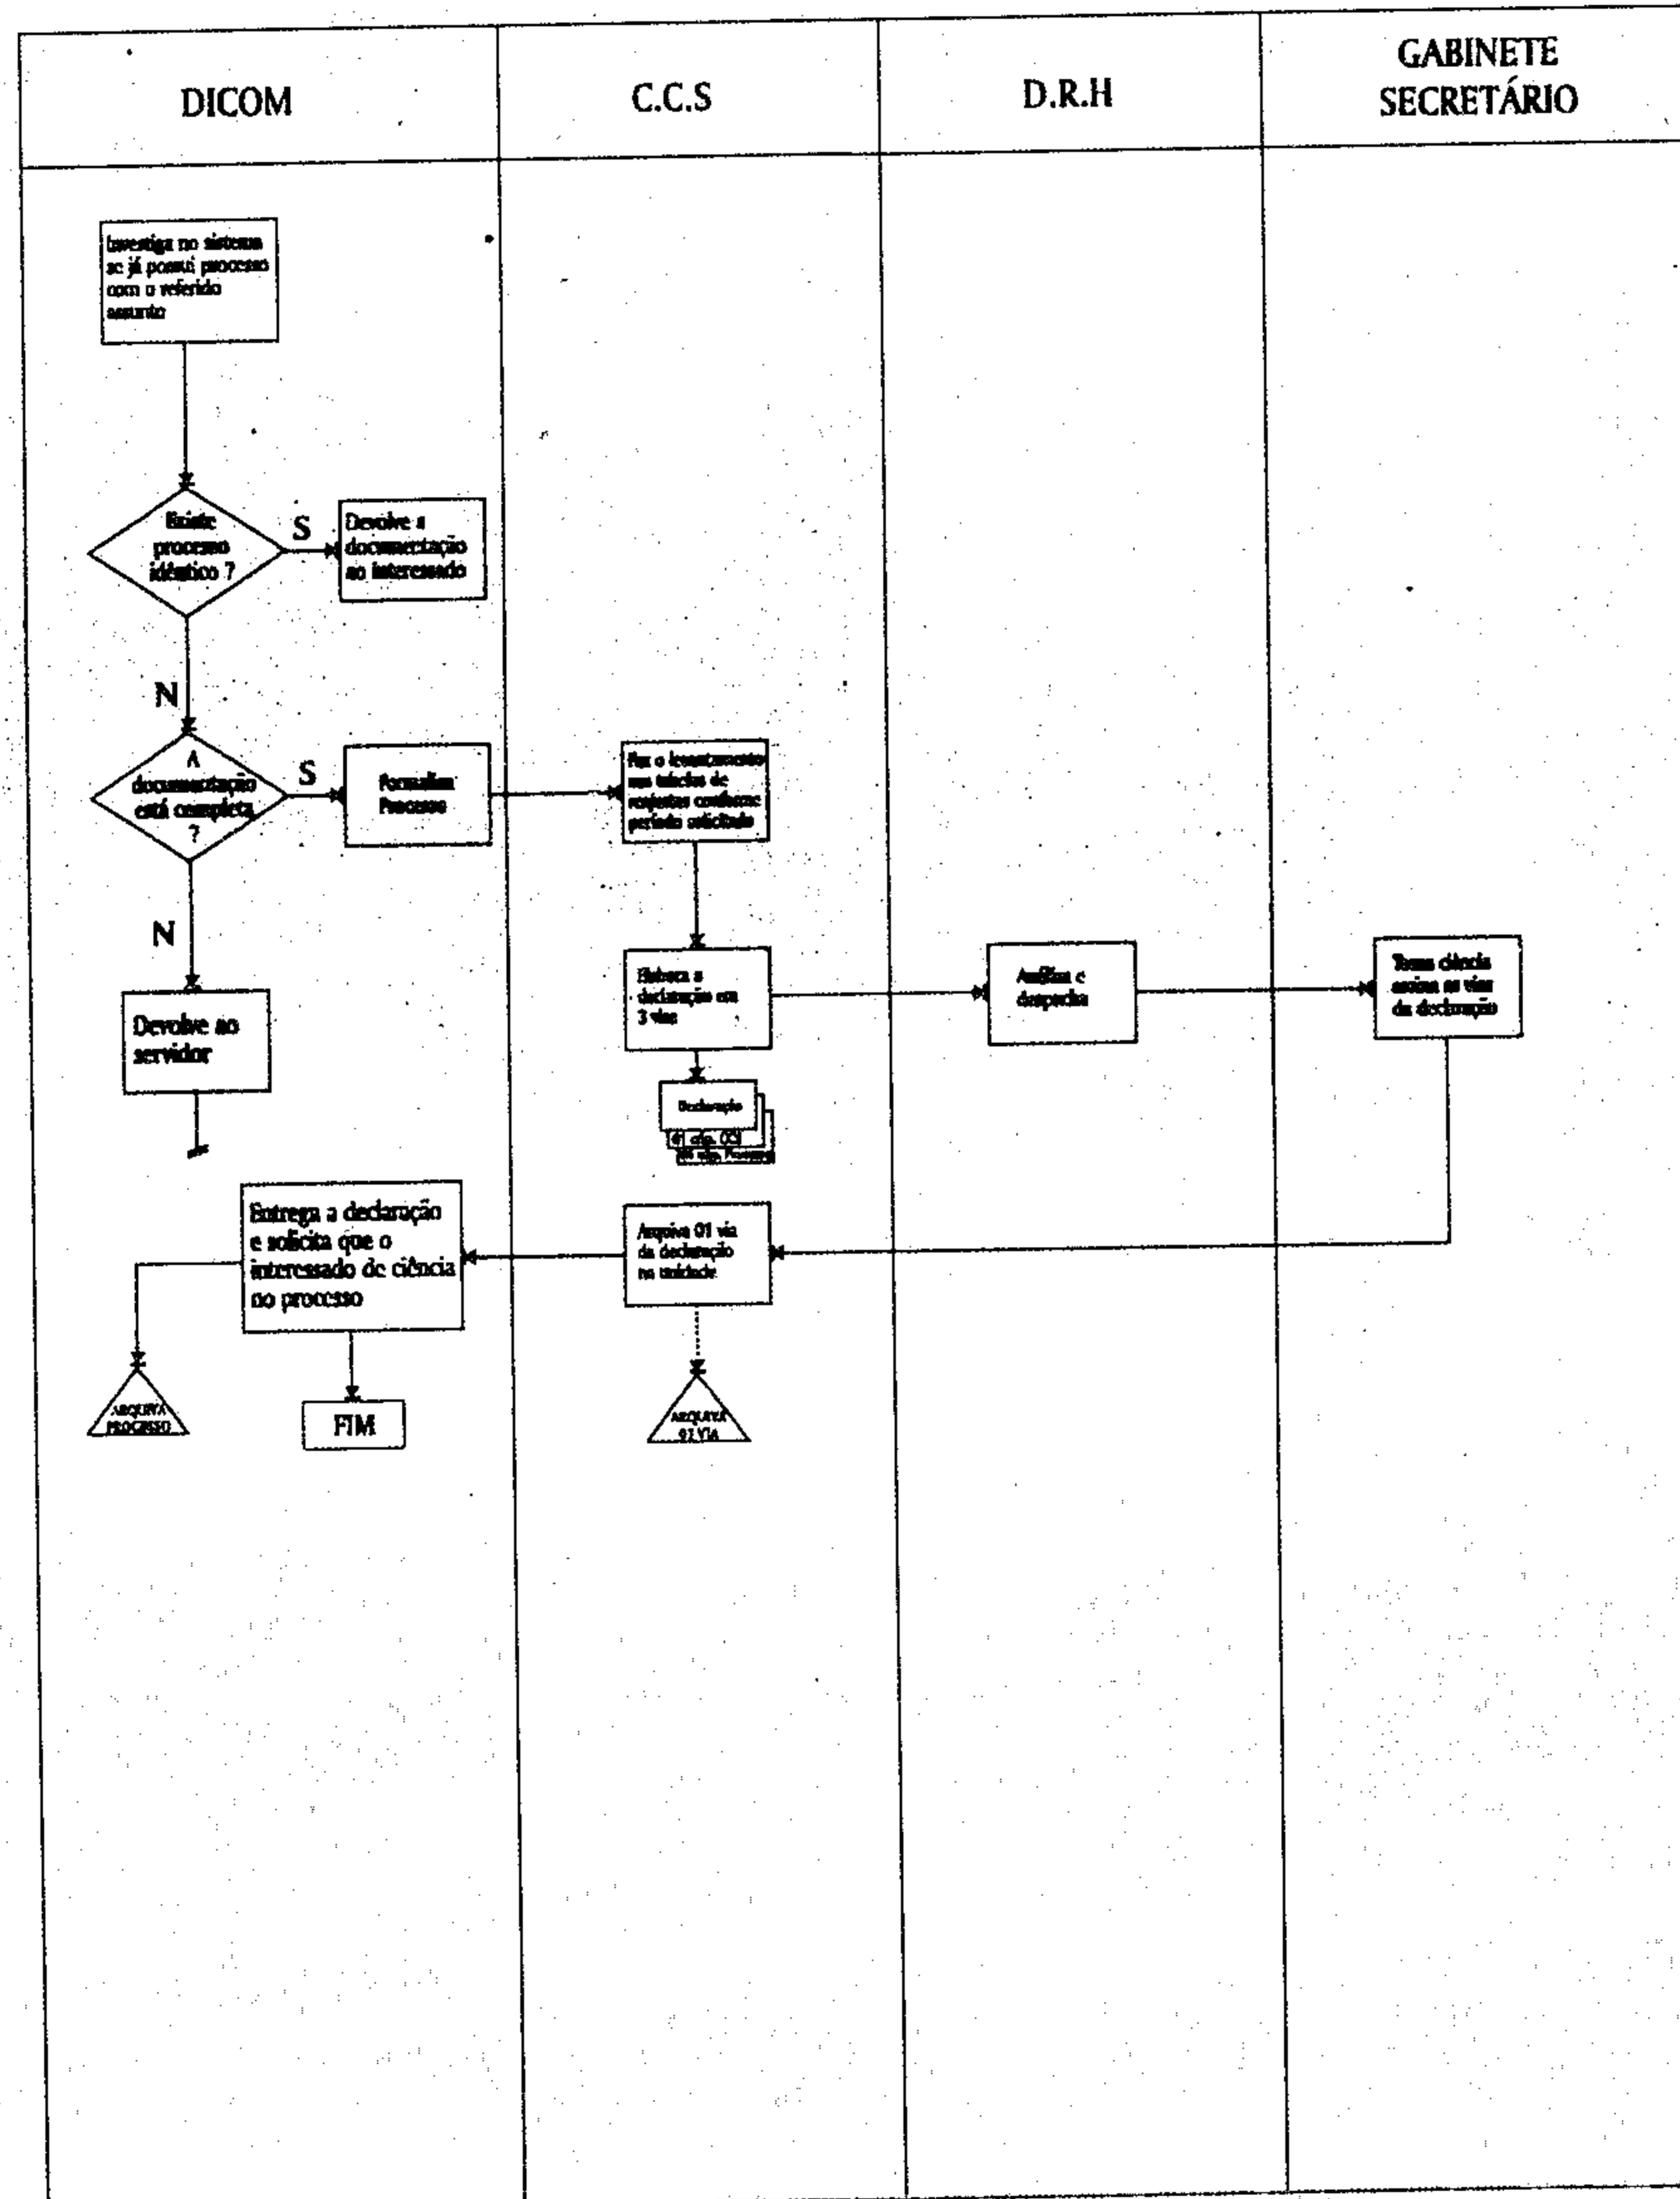 DICOM
C.C.S
D.R.H
GABINETE
SECRETÁRIO
Investiga no sistema
se já possui processo
com o referido
assunto
Existe
processo
idêntico ?
S
Devolve a
documentação
ao interessado
N
A
documentação
está completa
?
S
Formaliza
Processo
Faz o levantamento
nas tabelas de
reajustes conforme
período solicitado
N
Devolve ao
servidor
Elabora a
declaração em
3 vias
Analisa e
despacha
Toma ciência
assina as vias
da declaração
Declaração
Entrega a declaração
e solicita que o
interessado de ciência
no processo
Arquiva 01 via
da declaração
na unidade
ARQUIVA
PROCESSO
FIM
ARQUIVA
01 VIA